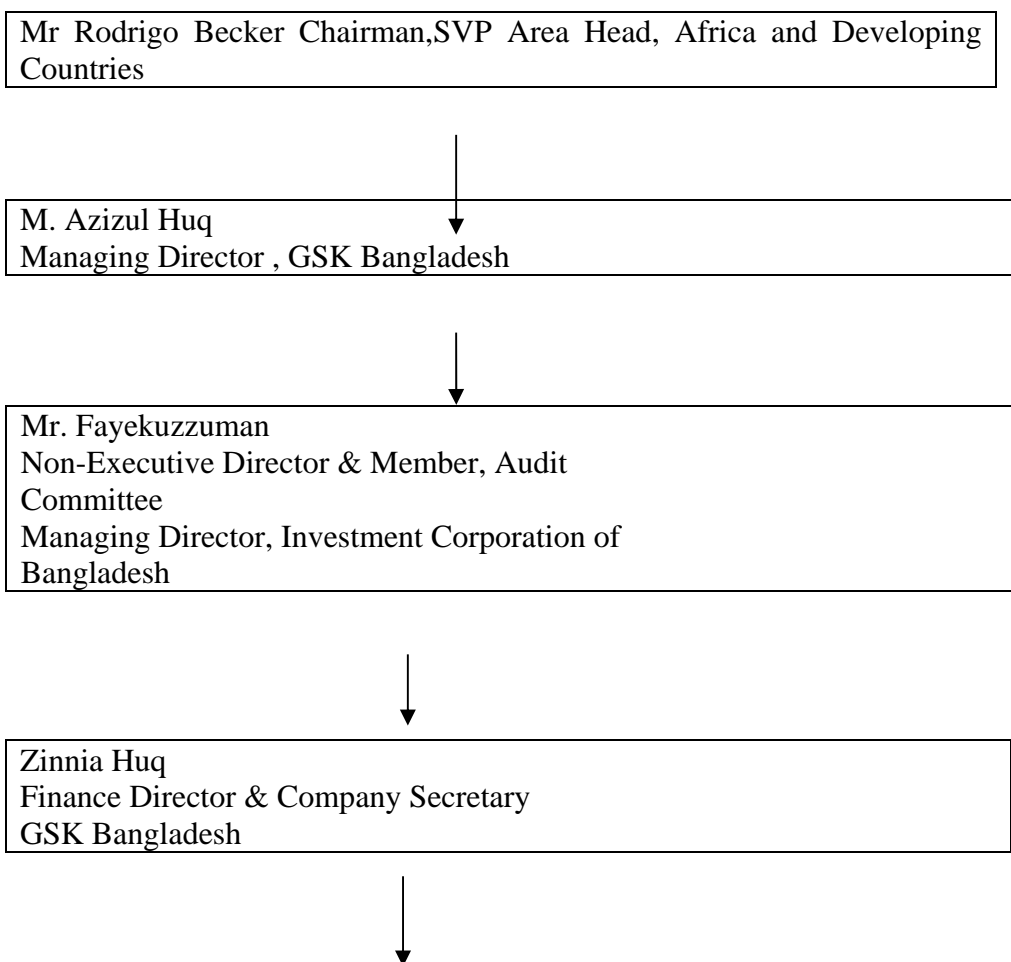 Mr Rodrigo Becker Chairman,SVP Area Head, Africa and Developing
Countries
M. Azizul Huq
Managing Director , GSK Bangladesh
Mr. Fayekuzzuman
Non-Executive Director & Member, Audit
Committee
Managing Director, Investment Corporation of
Bangladesh
Zinnia Huq
Finance Director & Company Secretary
GSK Bangladesh